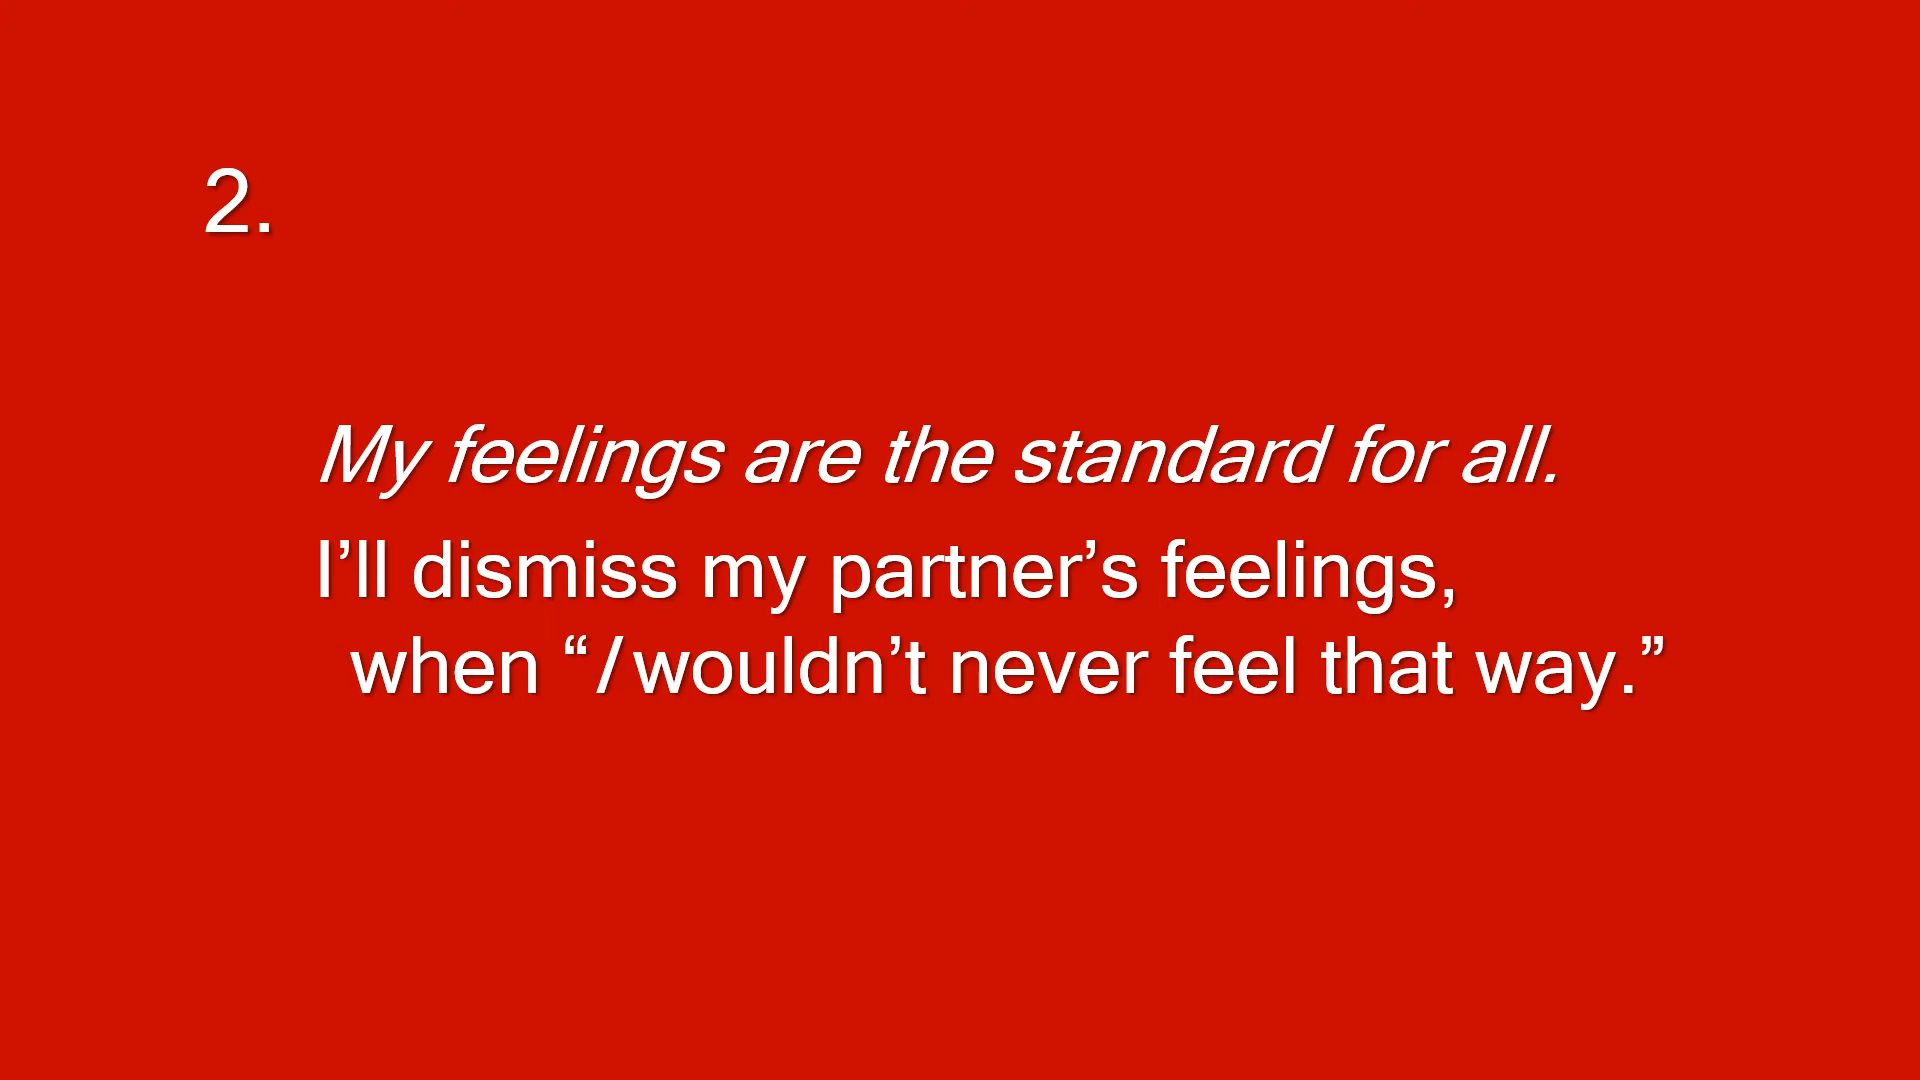 2.
My feelings are the standard for all.
I’ll dismiss my partner’s feelings,
when “I wouldn’t never feel that way.”